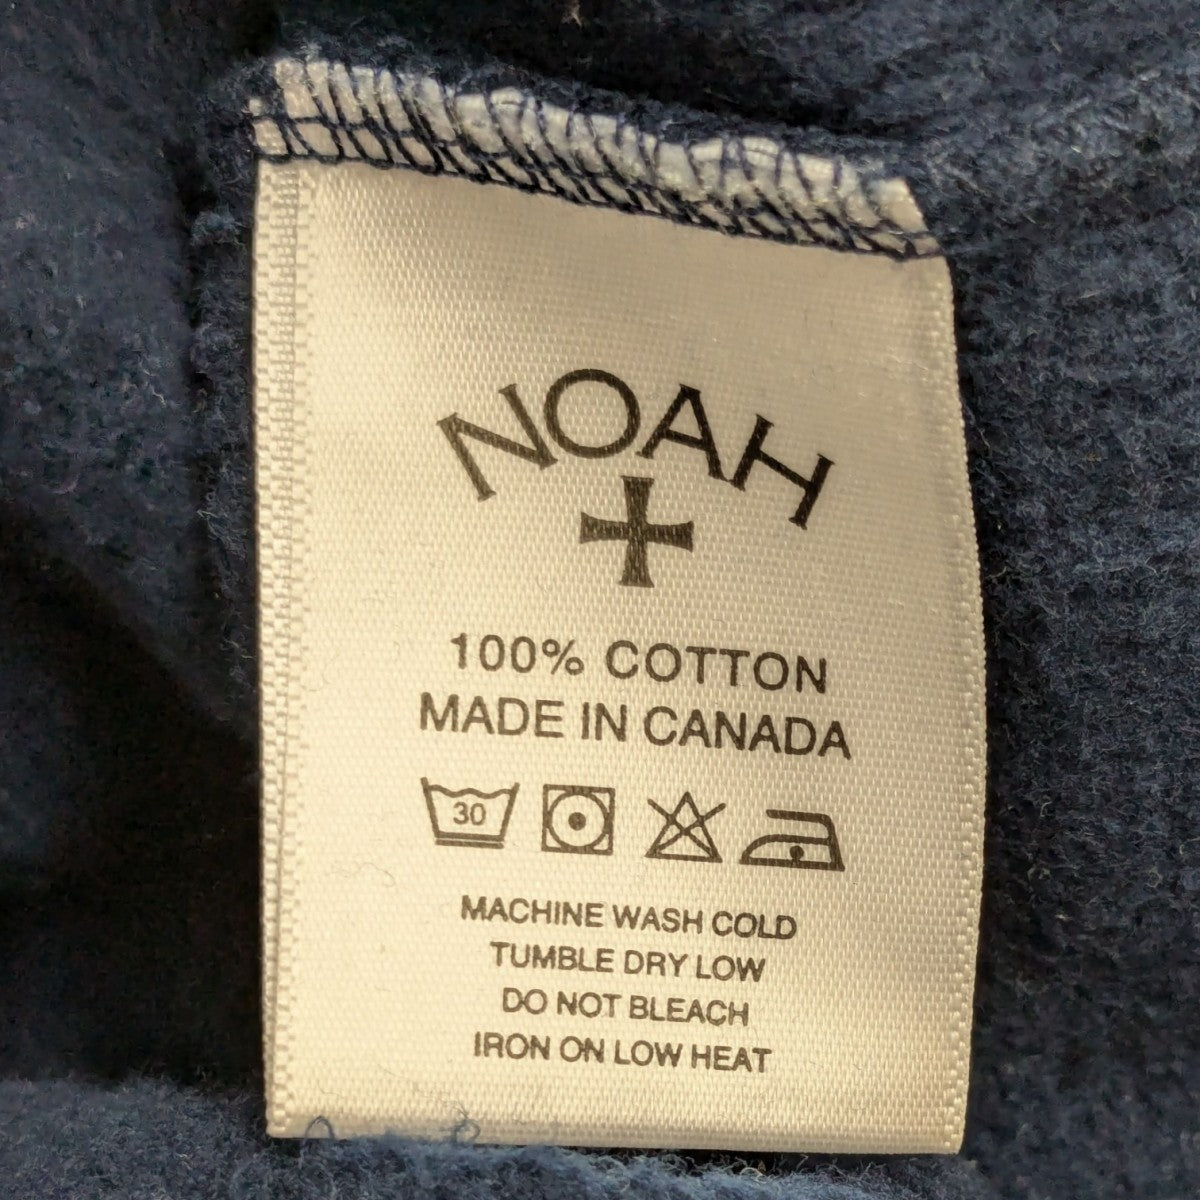 NOAH
100% COTTON
MADE IN CANADA
30
MACHINE WASH COLD
TUMBLE DRY LOW
DO NOT BLEACH
IRON ON LOW HEAT